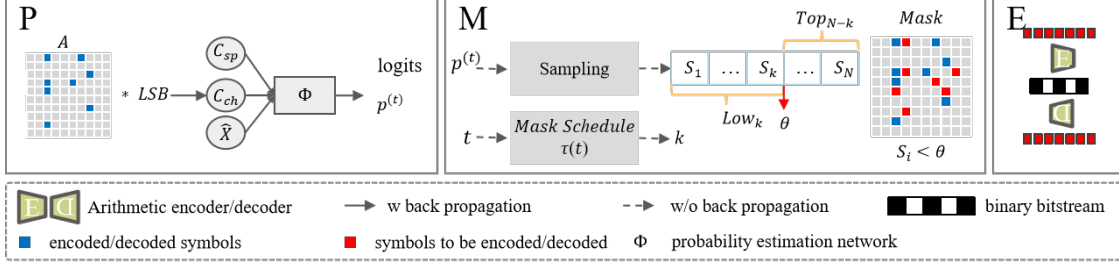 P
A
* LSB
C_sp
C_ch
X̂
Φ
logits
p^(t)
M
p^(t)
Sampling
t
Mask Schedule
τ(t)
k
Top_{N-k}
S_1 ... S_k ... S_N
Low_k
θ
Mask
S_i < θ
E
E
D
E D Arithmetic encoder/decoder
w back propagation
w/o back propagation
binary bitstream
encoded/decoded symbols
symbols to be encoded/decoded
Φ probability estimation network